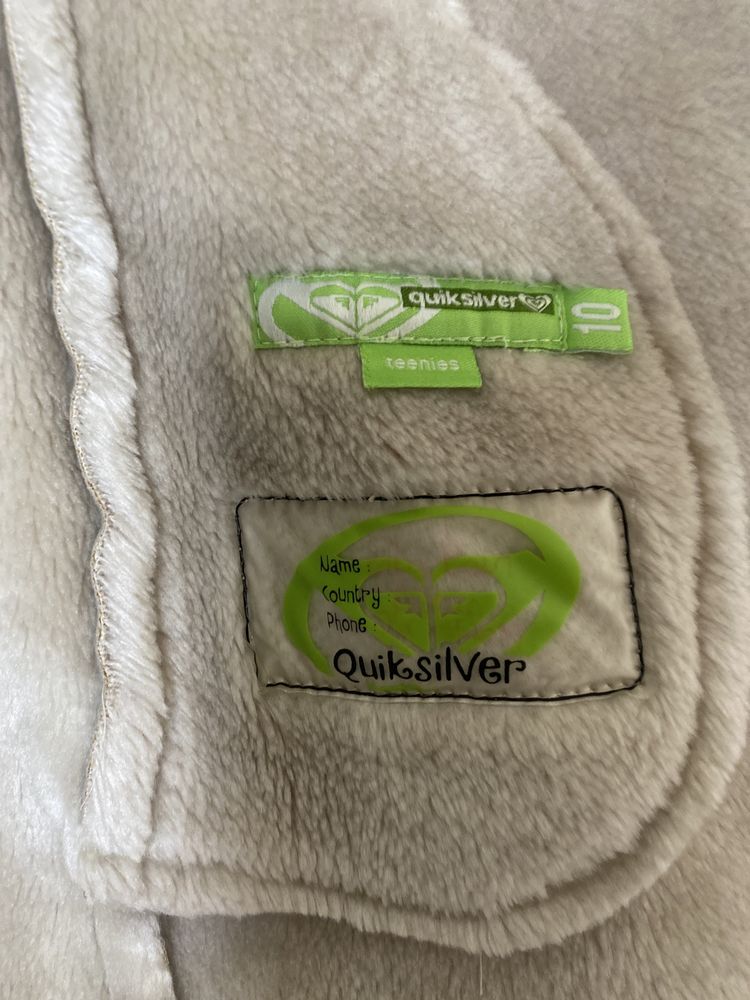 quiksilver
10
teenies
Name :
Country :
Phone :
Quiksilver